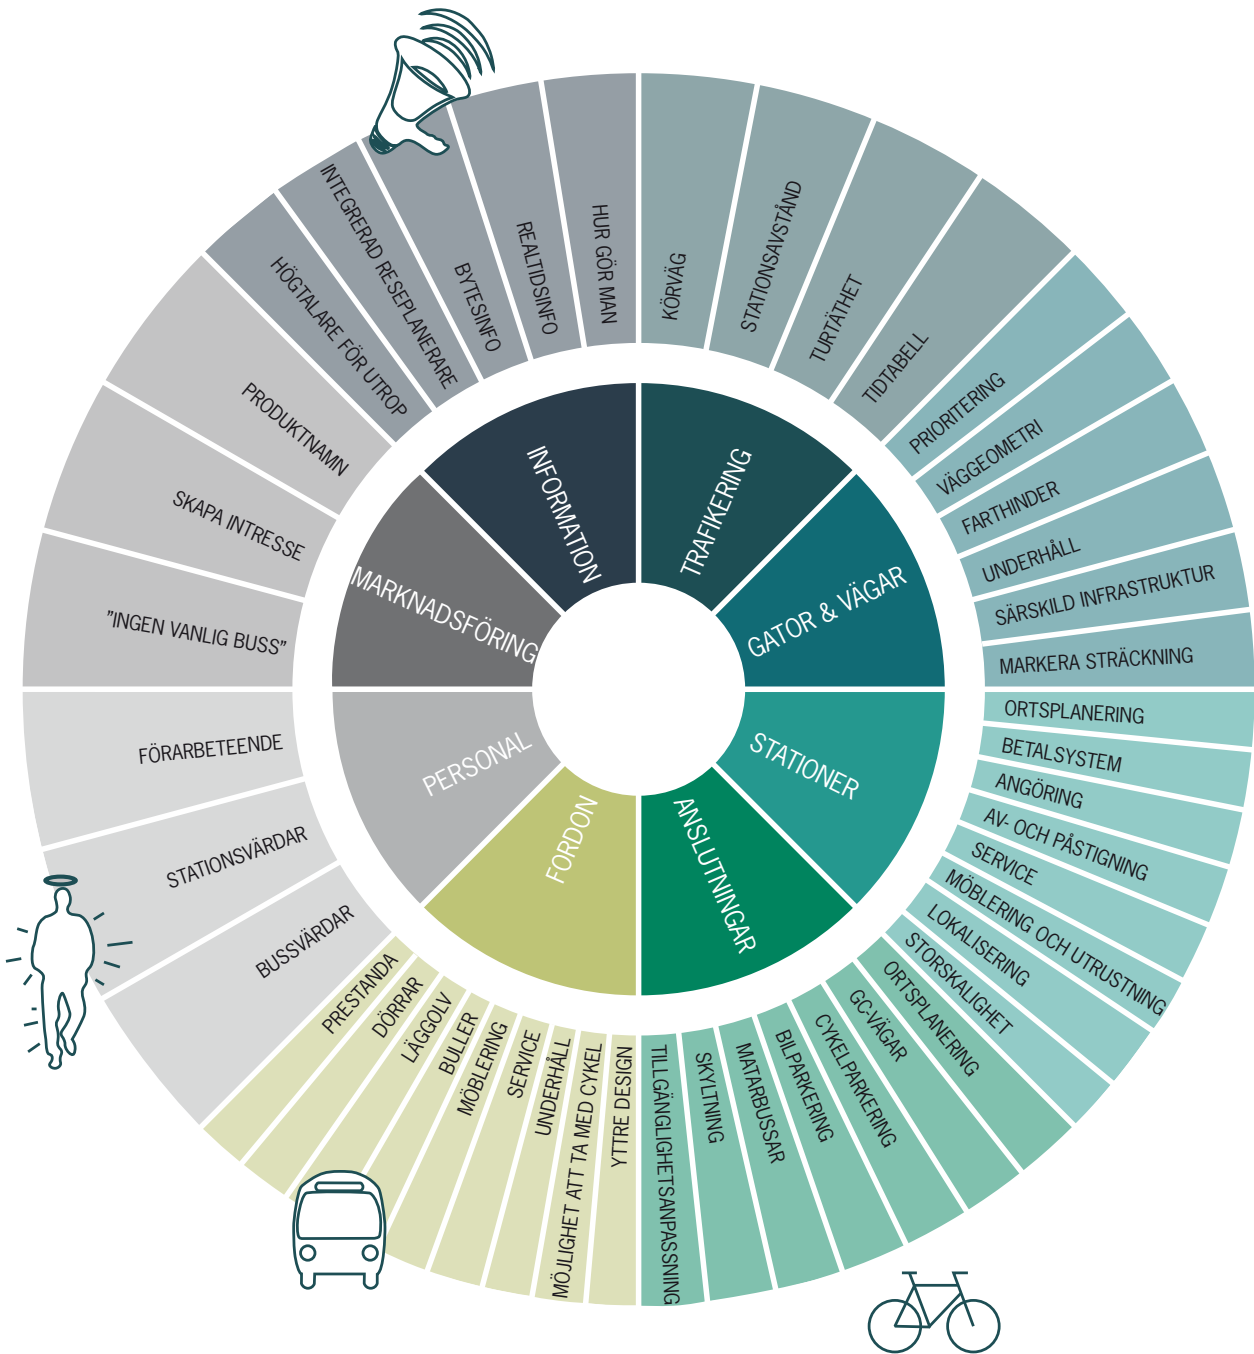 INFORMATION
TRAFIKERING
GATOR & VÄGAR
STATIONER
ANSLUTNINGAR
FORDON
PERSONAL
MARKNADSFÖRING
KÖRVÄG
STATIONSAVSTÅND
TURTÄTHET
TIDTABELL
PRIORITERING
VÄGGEOMETRI
FARTHINDER
UNDERHÅLL
SÄRSKILD INFRASTRUKTUR
MARKERA STRÄCKNING
ORTSPLANERING
BETALSYSTEM
ANGÖRING
AV- OCH PÅSTIGNING
SERVICE
MÖBLERING OCH UTRUSTNING
LOKALISERING
STORSKALIGHET
ORTSPLANERING
GC-VÄGAR
CYKELPARKERING
BILPARKERING
MATARBUSSAR
SKYLTNING
TILLGÄNGLIGHETSANPASSNING
YTTRE DESIGN
MÖJLIGHET ATT TA MED CYKEL
UNDERHÅLL
SERVICE
MÖBLERING
BULLER
LÄGGOLV
DÖRRAR
PRESTANDA
BUSSVÄRDAR
STATIONSVÄRDAR
FÖRARBETEENDE
”INGEN VANLIG BUSS”
SKAPA INTRESSE
PRODUKTNAMN
HÖGTALARE FÖR UTROP
INTEGRERAD RESEPLANERARE
BYTESINFO
REALTIDSINFO
HUR GÖR MAN